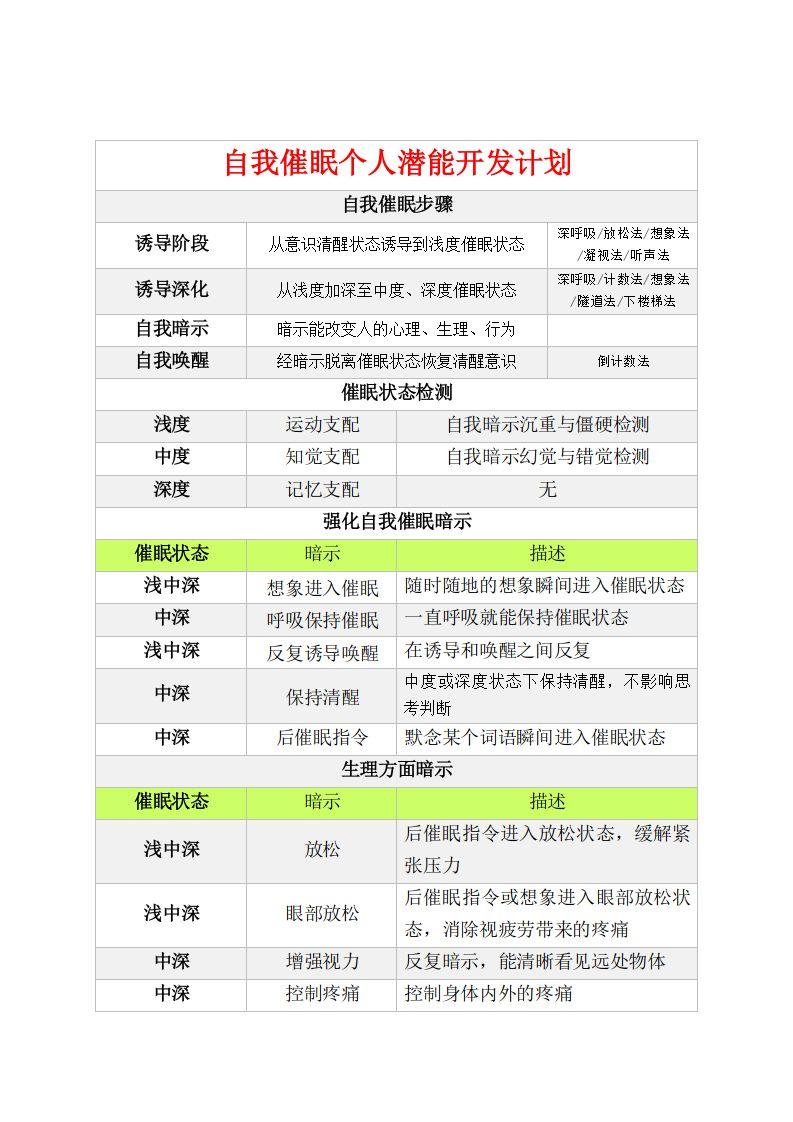 自我催眠个人潜能开发计划
自我催眠步骤
诱导阶段 从意识清醒状态诱导到浅度催眠状态 深呼吸/放松法/想象法
/凝视法/听声法
诱导深化 从浅度加深至中度、深度催眠状态 深呼吸/计数法/想象法
/隧道法/下楼梯法
自我暗示 暗示能改变人的心理、生理、行为
自我唤醒 经暗示脱离催眠状态恢复清醒意识 倒计数法
催眠状态检测
浅度 运动支配 自我暗示沉重与僵硬检测
中度 知觉支配 自我暗示幻觉与错觉检测
深度 记忆支配 无
强化自我催眠暗示
催眠状态 暗示 描述
浅中深 想象进入催眠 随时随地的想象瞬间进入催眠状态
中深 呼吸保持催眠 一直呼吸就能保持催眠状态
浅中深 反复诱导唤醒 在诱导和唤醒之间反复
中深 保持清醒 中度或深度状态下保持清醒，不影响思
考判断
中深 后催眠指令 默念某个词语瞬间进入催眠状态
生理方面暗示
催眠状态 暗示 描述
浅中深 放松 后催眠指令进入放松状态，缓解紧
张压力
浅中深 眼部放松 后催眠指令或想象进入眼部放松状
态，消除视疲劳带来的疼痛
中深 增强视力 反复暗示，能清晰看见远处物体
中深 控制疼痛 控制身体内外的疼痛